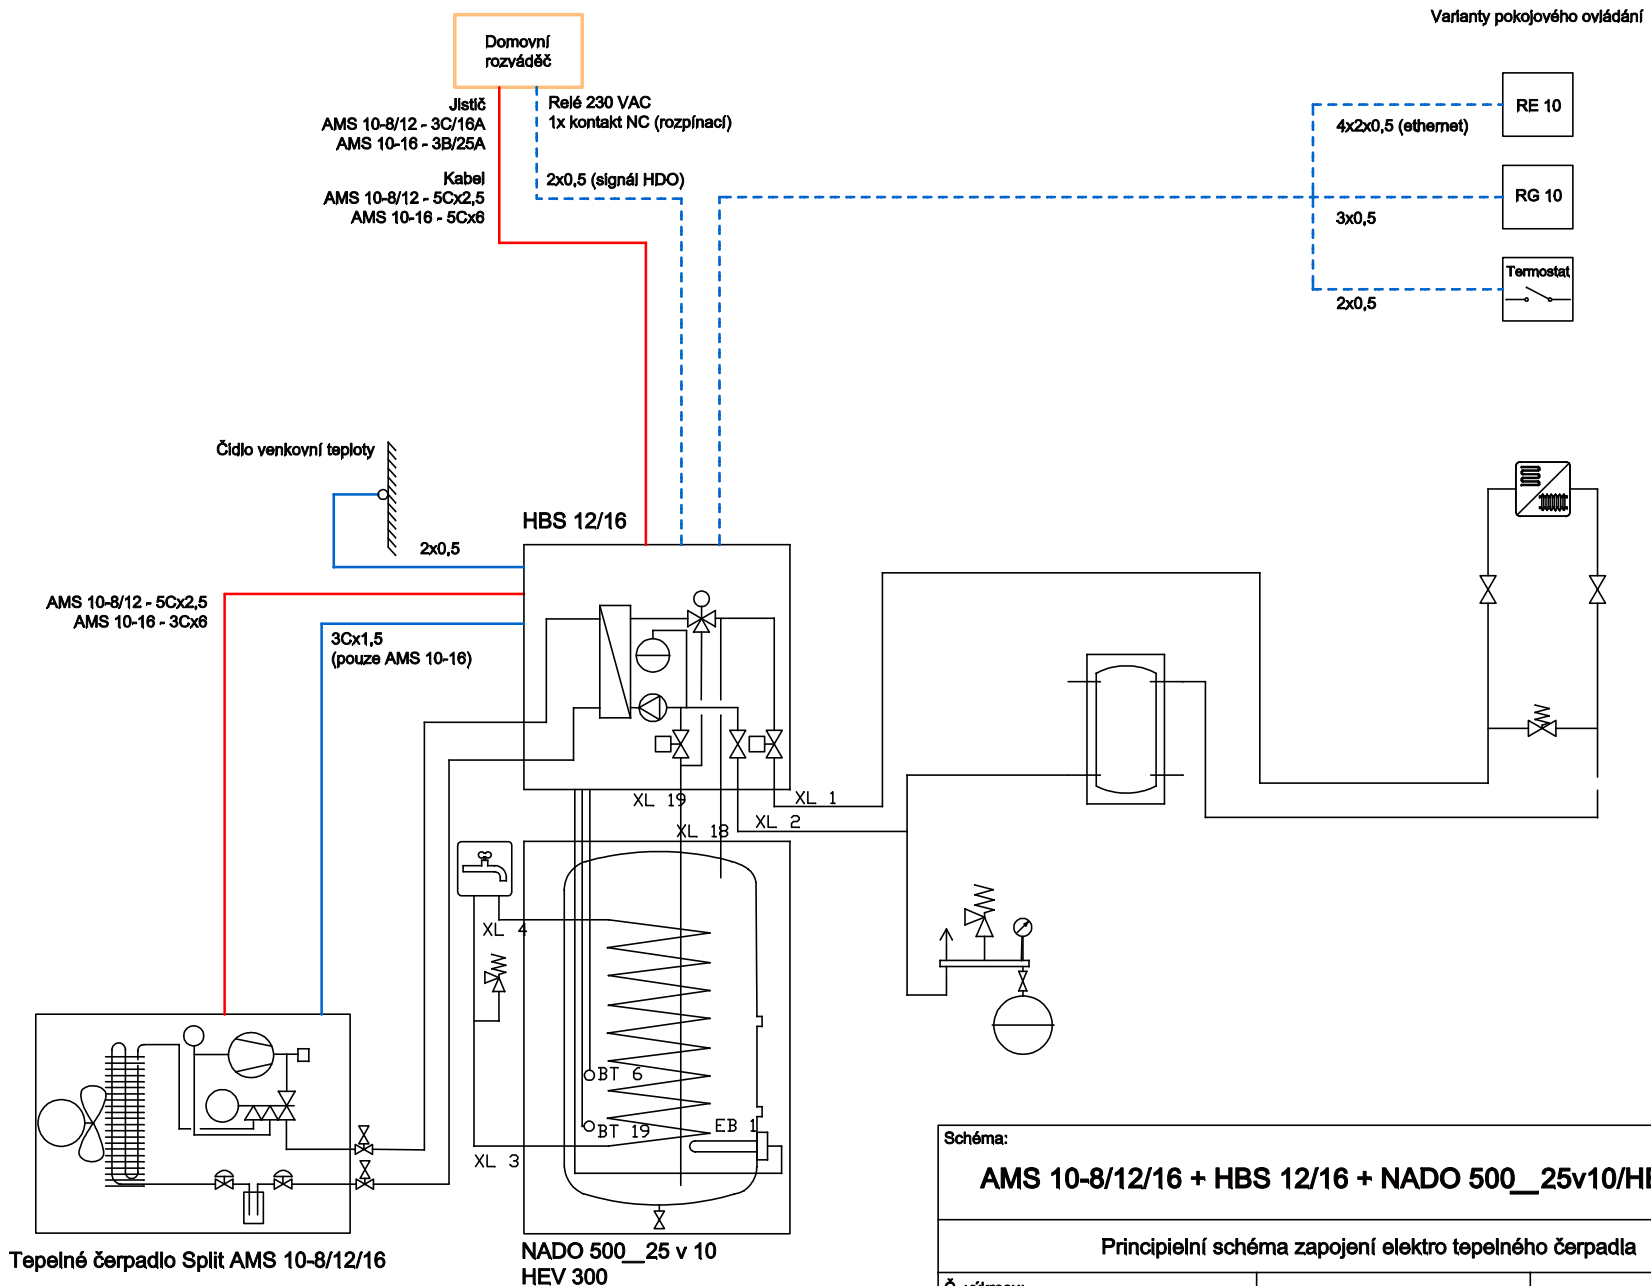 Varianty pokojového ovládání
Domovní
rozváděč
Jistič
AMS 10-8/12 - 3C/16A
AMS 10-16 - 3B/25A
Relé 230 VAC
1x kontakt NC (rozpínací)
Kabel
AMS 10-8/12 - 5Cx2,5
AMS 10-16 - 5Cx6
2x0,5 (signál HDO)
RE 10
4x2x0,5 (ethernet)
RG 10
3x0,5
Termostat
2x0,5
Čidlo venkovní teploty
2x0,5
HBS 12/16
AMS 10-8/12 - 5Cx2,5
AMS 10-16 - 3Cx6
3Cx1,5
(pouze AMS 10-16)
XL 19
XL 1
XL 18
XL 2
XL 4
BT 6
BT 19
EB 1
XL 3
Tepelné čerpadlo Split AMS 10-8/12/16
NADO 500__25 v 10
HEV 300
Schéma:
AMS 10-8/12/16 + HBS 12/16 + NADO 500__25v10/HE
Principielní schéma zapojení elektro tepelného čerpadla